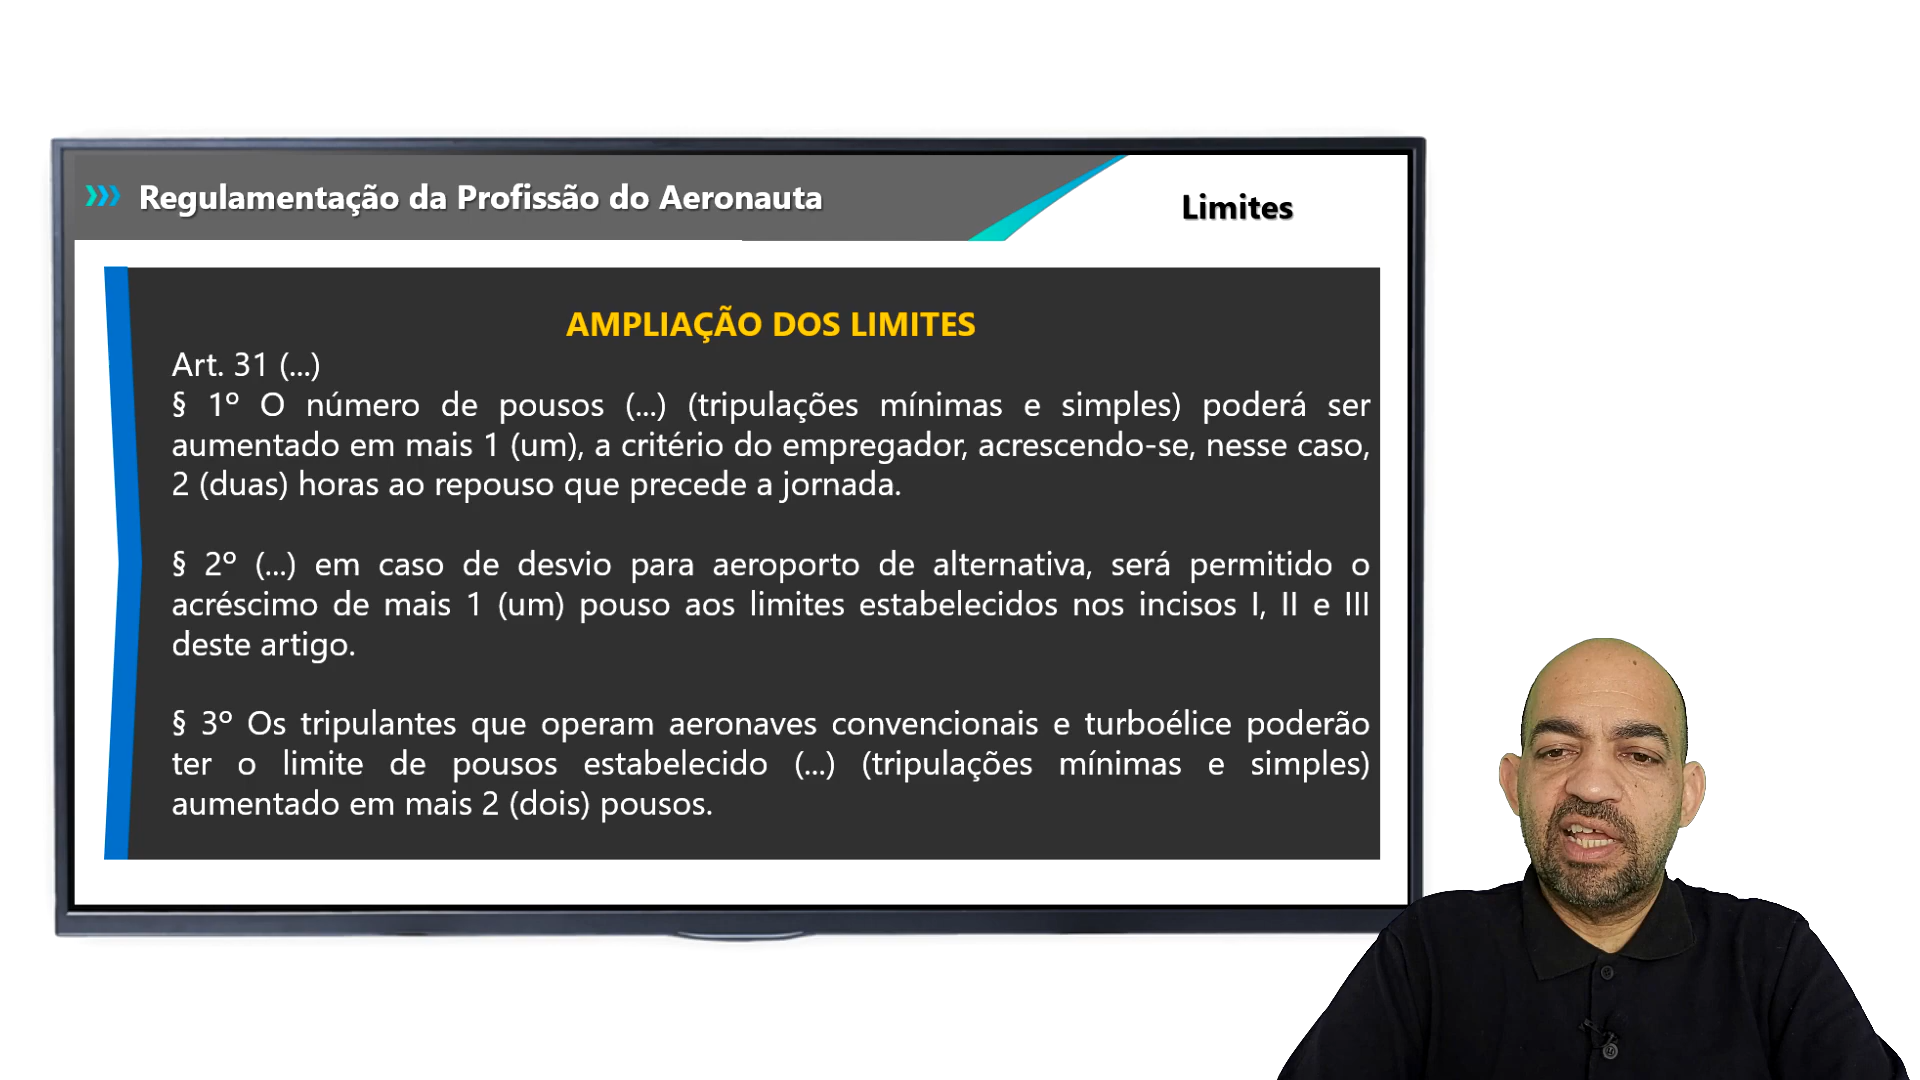 Regulamentação da Profissão do Aeronauta
Limites
AMPLIAÇÃO DOS LIMITES
Art. 31 (...)
§ 1º O número de pousos (...) (tripulações mínimas e simples) poderá ser
aumentado em mais 1 (um), a critério do empregador, acrescendo-se, nesse caso,
2 (duas) horas ao repouso que precede a jornada.
§ 2º (...) em caso de desvio para aeroporto de alternativa, será permitido o
acréscimo de mais 1 (um) pouso aos limites estabelecidos nos incisos I, II e III
deste artigo.
§ 3º Os tripulantes que operam aeronaves convencionais e turboélice poderão
ter o limite de pousos estabelecido (...) (tripulações mínimas e simples)
aumentado em mais 2 (dois) pousos.